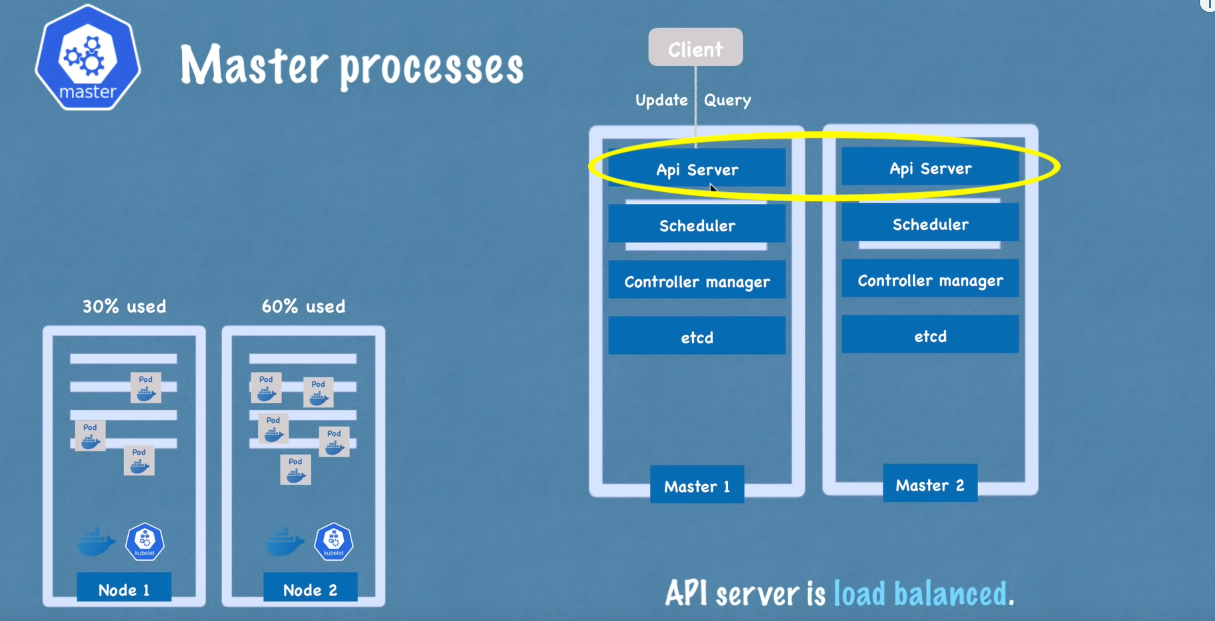 master
Master processes
Client
Update Query
Api Server
Scheduler
Controller manager
etcd
Master 1
Api Server
Scheduler
Controller manager
etcd
Master 2
30% used
Pod
Pod
Pod
kubelet
Node 1
60% used
Pod
Pod
Pod
Pod
Pod
kubelet
Node 2
API server is load balanced.